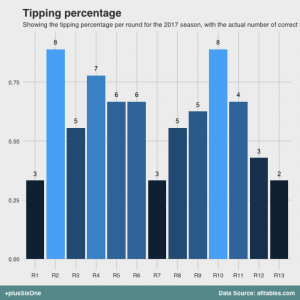 Tipping percentage
Showing the tipping percentage per round for the 2017 season, with the actual number of correct
0.75
0.50
0.25
0.00
3 8 5 7 6 6 3 5 5 8 4 3 2
R1 R2 R3 R4 R5 R6 R7 R8 R9 R10 R11 R12 R13
+plusSixOne Data Source: afltables.com